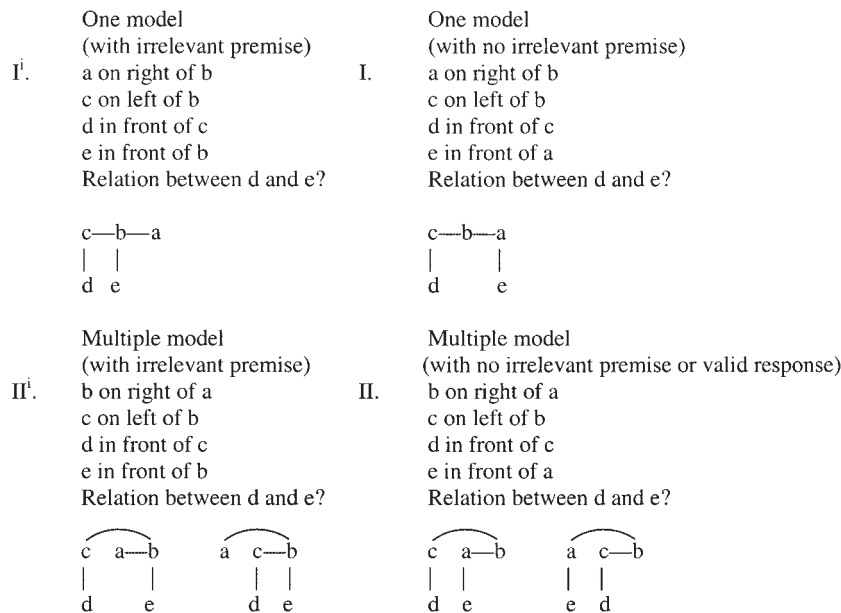 One model
(with irrelevant premise)
Iⁱ. a on right of b
c on left of b
d in front of c
e in front of b
Relation between d and e?
c—b—a
| |
d e
One model
(with no irrelevant premise)
I. a on right of b
c on left of b
d in front of c
e in front of a
Relation between d and e?
c—b—a
| |
d e
Multiple model
(with irrelevant premise)
IIⁱ. b on right of a
c on left of b
d in front of c
e in front of b
Relation between d and e?
c a—b a c—b
| | | |
d e d e
Multiple model
(with no irrelevant premise or valid response)
II. b on right of a
c on left of b
d in front of c
e in front of a
Relation between d and e?
c a—b a c—b
| | | |
d e e d